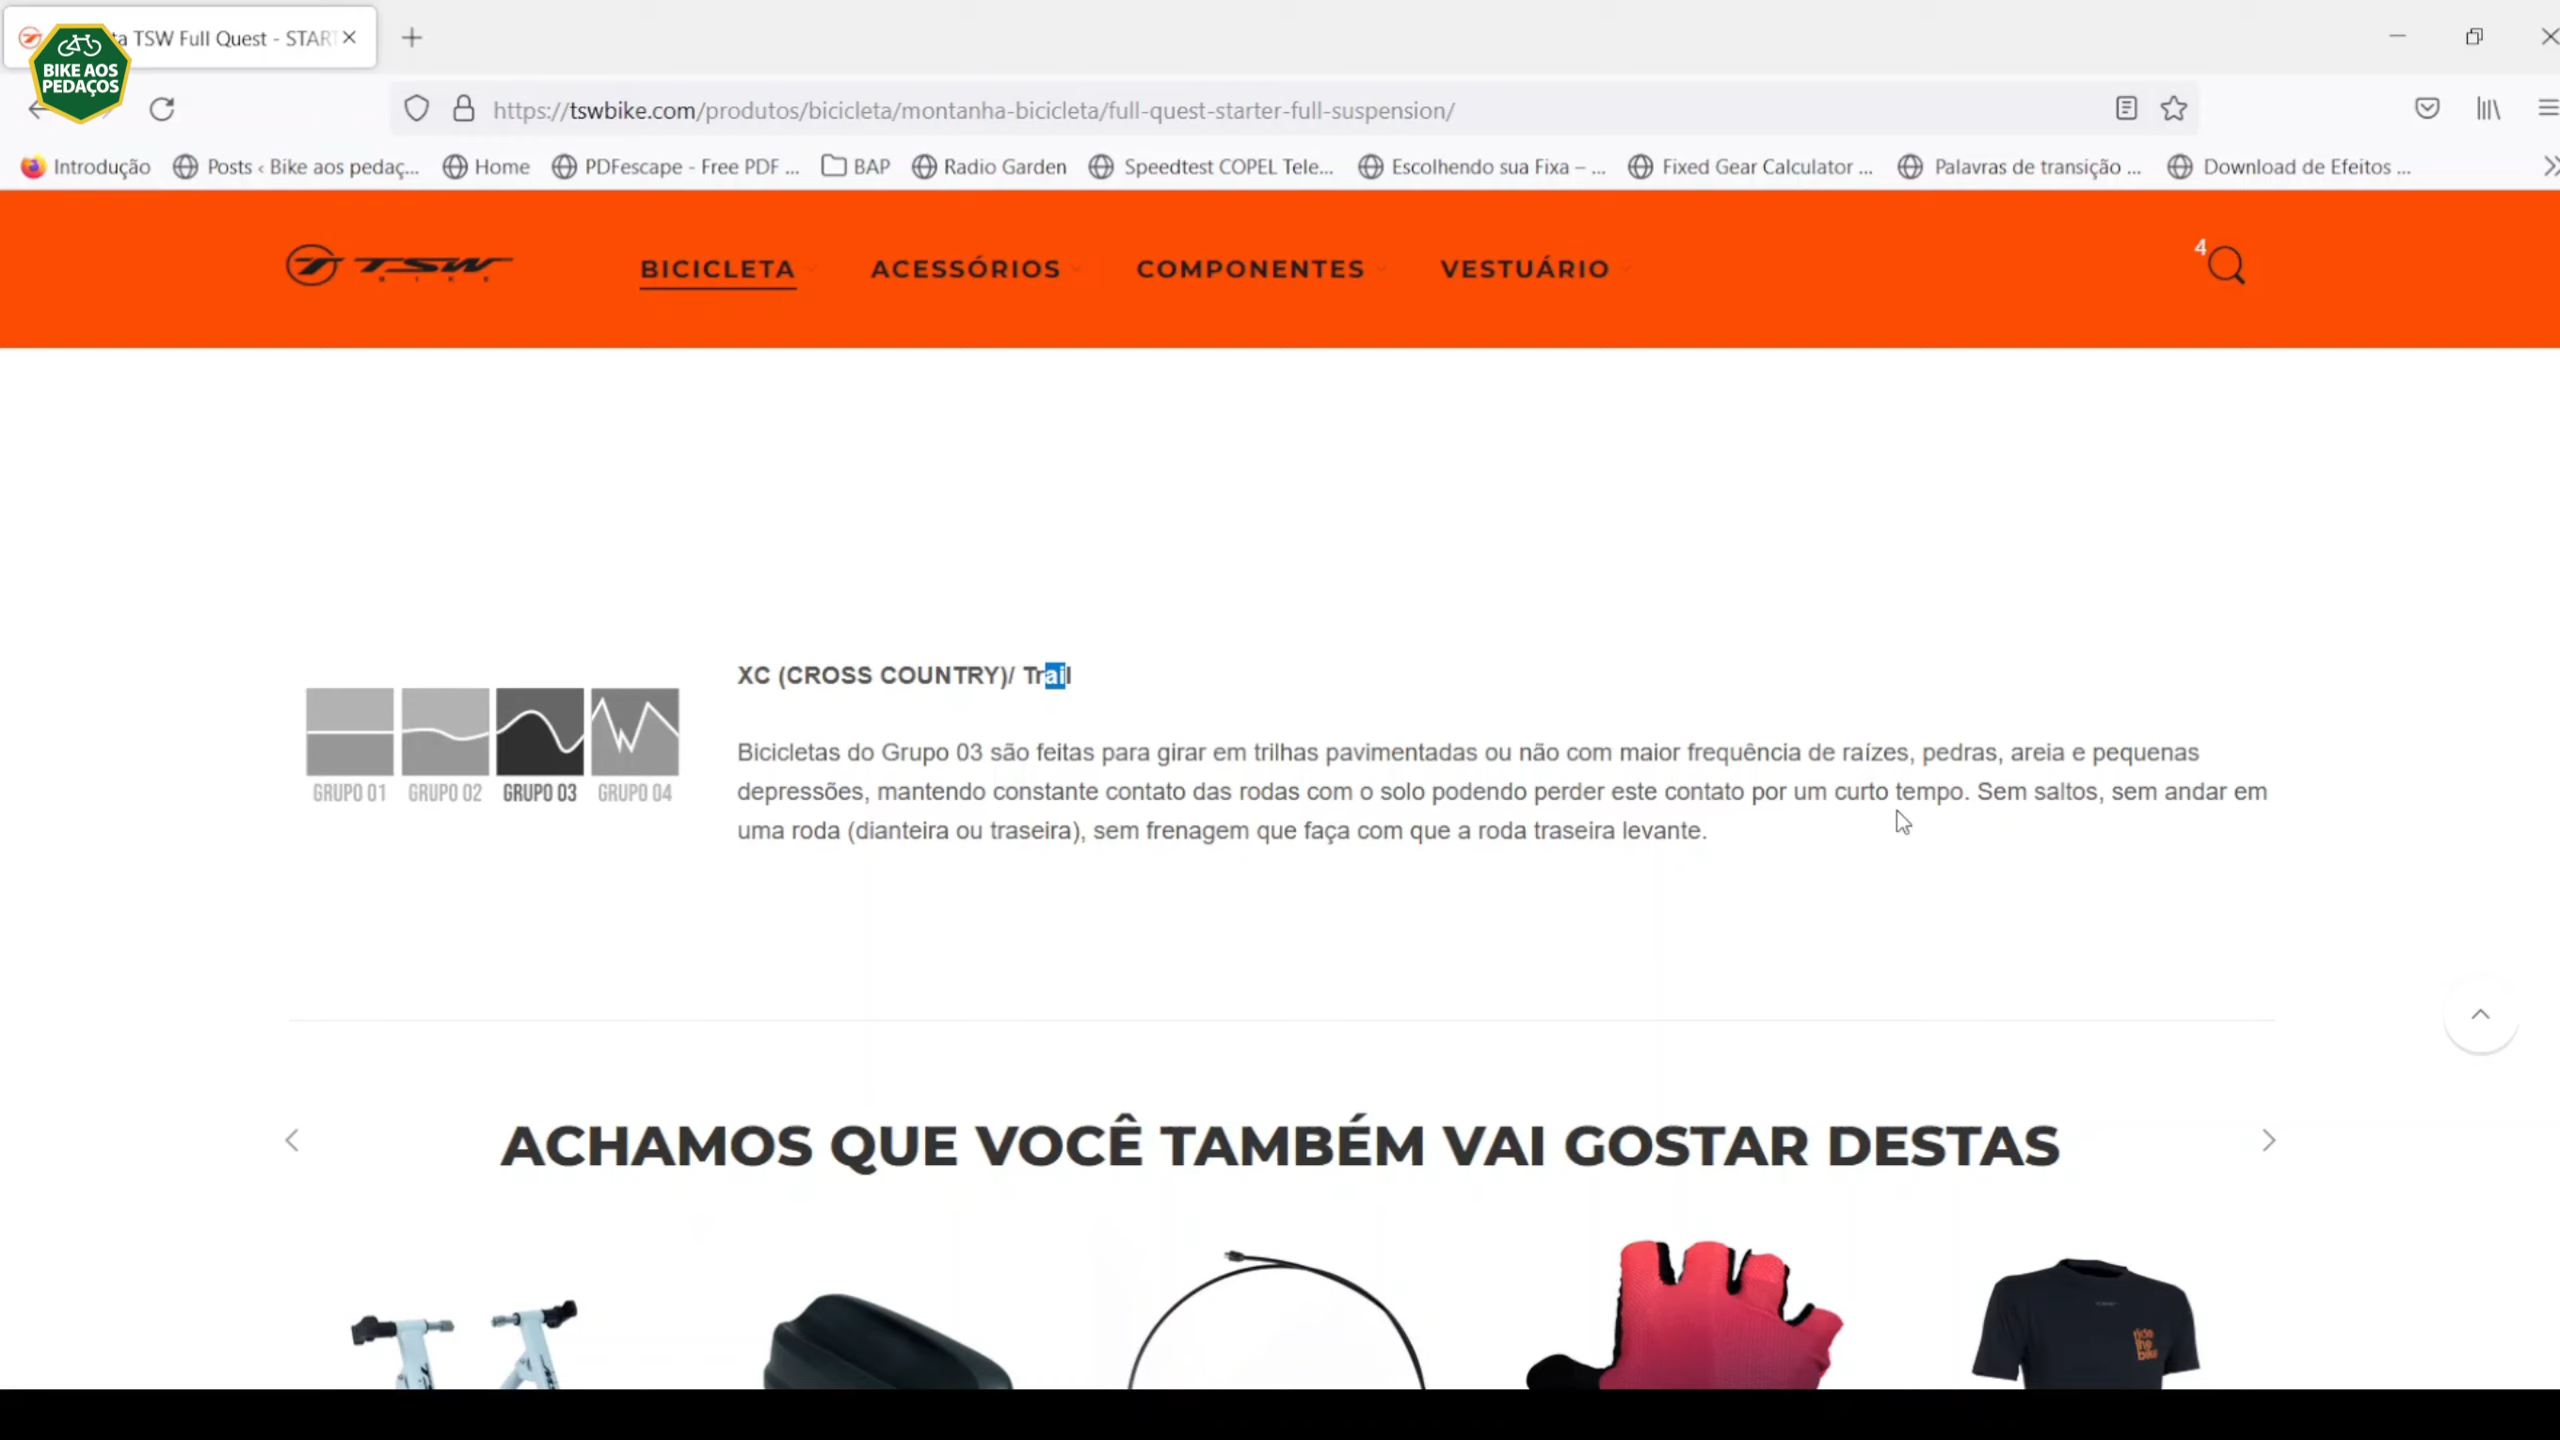 TSW Full Quest - STAR
BIKE AOS
PEDAÇOS
https://tswbike.com/produtos/bicicleta/montanha-bicicleta/full-quest-starter-full-suspension/
Introdução
Posts ‹ Bike aos pedaç...
Home
PDFescape - Free PDF ...
BAP
Radio Garden
Speedtest COPEL Tele...
Escolhendo sua Fixa – ...
Fixed Gear Calculator ...
Palavras de transição ...
Download de Efeitos ...
TSW
BIKE
BICICLETA
ACESSÓRIOS
COMPONENTES
VESTUÁRIO
4
XC (CROSS COUNTRY)/ Trail
GRUPO 01 GRUPO 02 GRUPO 03 GRUPO 04
Bicicletas do Grupo 03 são feitas para girar em trilhas pavimentadas ou não com maior frequência de raízes, pedras, areia e pequenas
depressões, mantendo constante contato das rodas com o solo podendo perder este contato por um curto tempo. Sem saltos, sem andar em
uma roda (dianteira ou traseira), sem frenagem que faça com que a roda traseira levante.
ACHAMOS QUE VOCÊ TAMBÉM VAI GOSTAR DESTAS
ride
the
bike